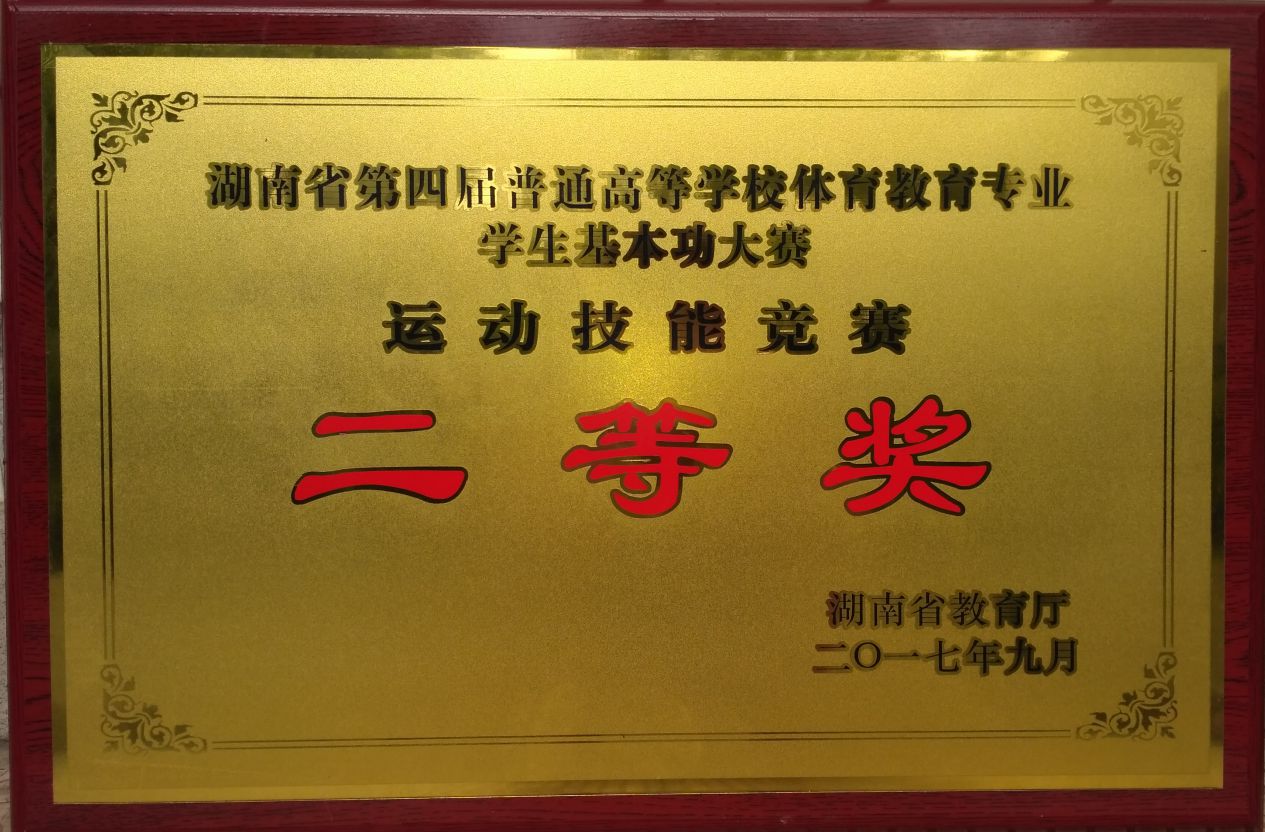 湖南省第四届普通高等学校体育教育专业
学生基本功大赛
运动技能竞赛
二等奖
湖南省教育厅
二〇一七年九月